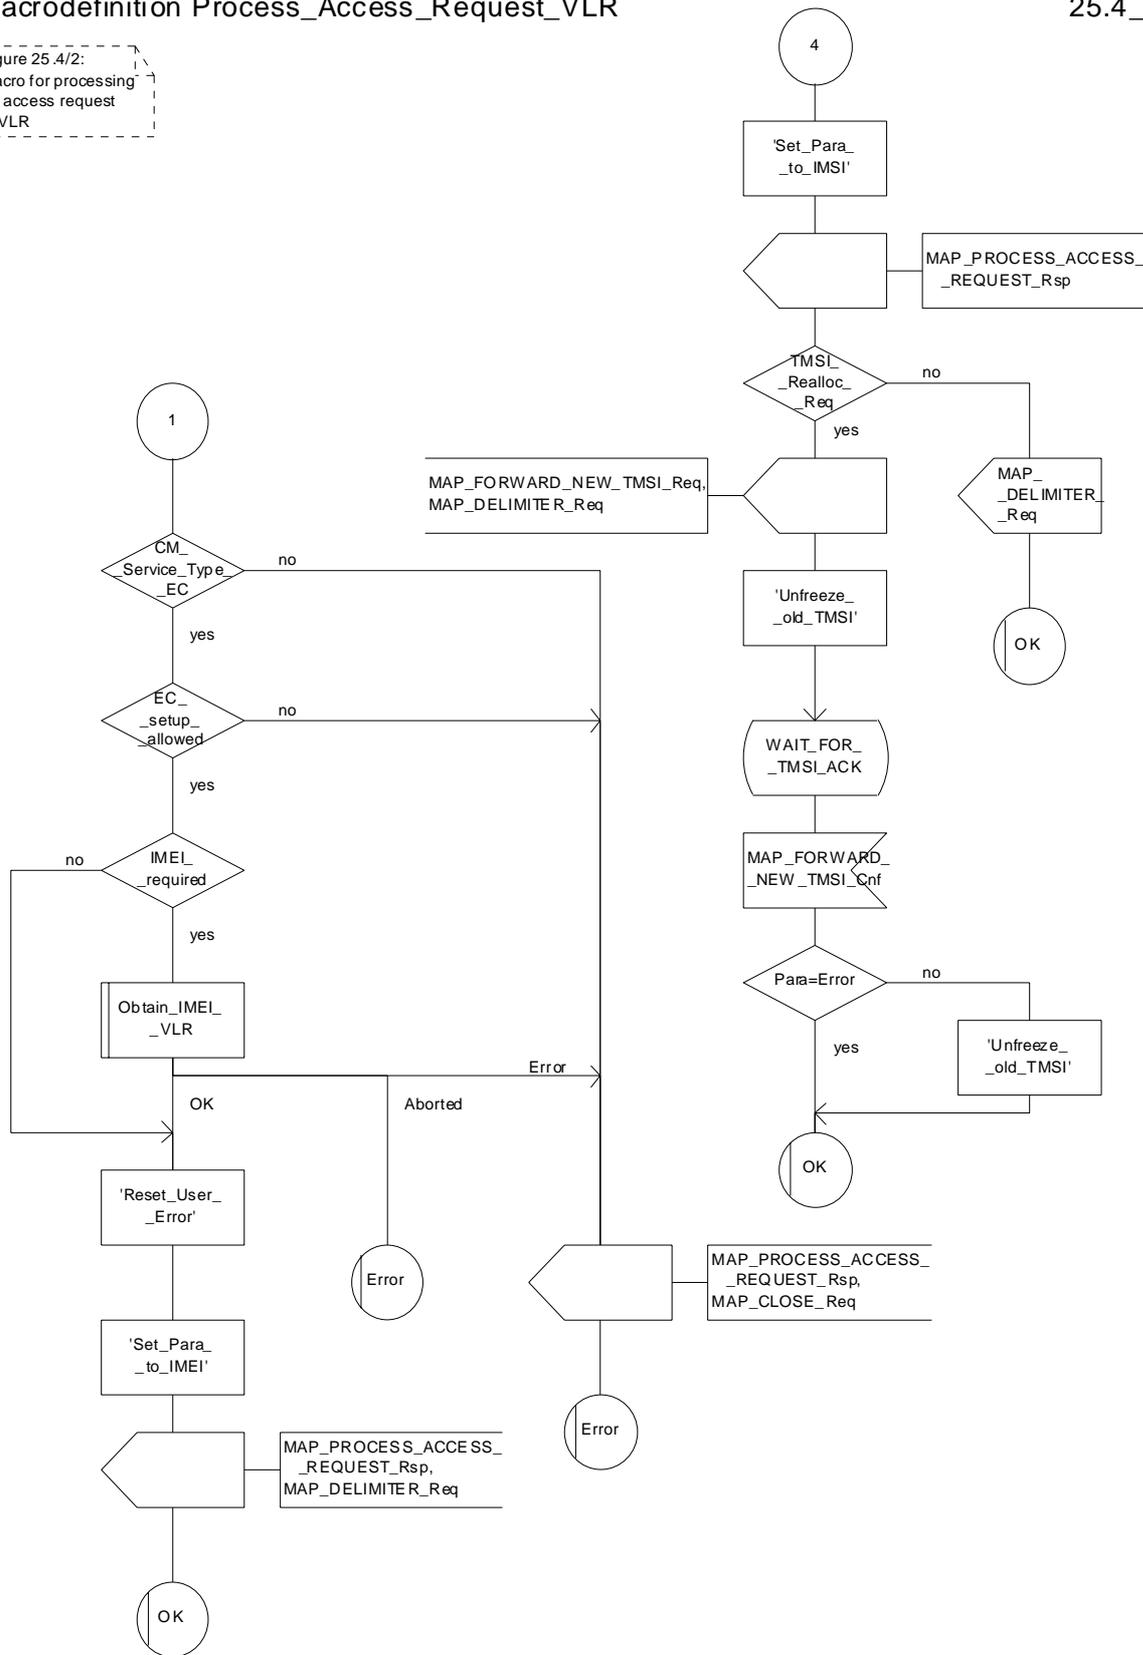 acrodefinition Process_Access_Request_VLR
25.4_
gure 25.4/2:
acro for processing
access request
VLR
4
'Set_Para_
_to_IMSI'
MAP_PROCESS_ACCESS_
_REQUEST_Rsp
TMSI_
_Realloc_
_Req
no
yes
MAP_FORWARD_NEW_TMSI_Req,
MAP_DELIMITER_Req
MAP_
_DELIMITER_
_Req
'Unfreeze_
_old_TMSI'
OK
WAIT_FOR_
_TMSI_ACK
MAP_FORWARD_
_NEW_TMSI_Cnf
Para=Error
no
yes
'Unfreeze_
_old_TMSI'
OK
1
CM_
_Service_Type_
_EC
no
yes
EC_
_setup_
_allowed
no
yes
IMEI_
_required
no
yes
Obtain_IMEI_
_VLR
Error
OK
Aborted
'Reset_User_
_Error'
Error
MAP_PROCESS_ACCESS_
_REQUEST_Rsp,
MAP_CLOSE_Req
'Set_Para_
_to_IMEI'
Error
MAP_PROCESS_ACCESS_
_REQUEST_Rsp,
MAP_DELIMITER_Req
OK